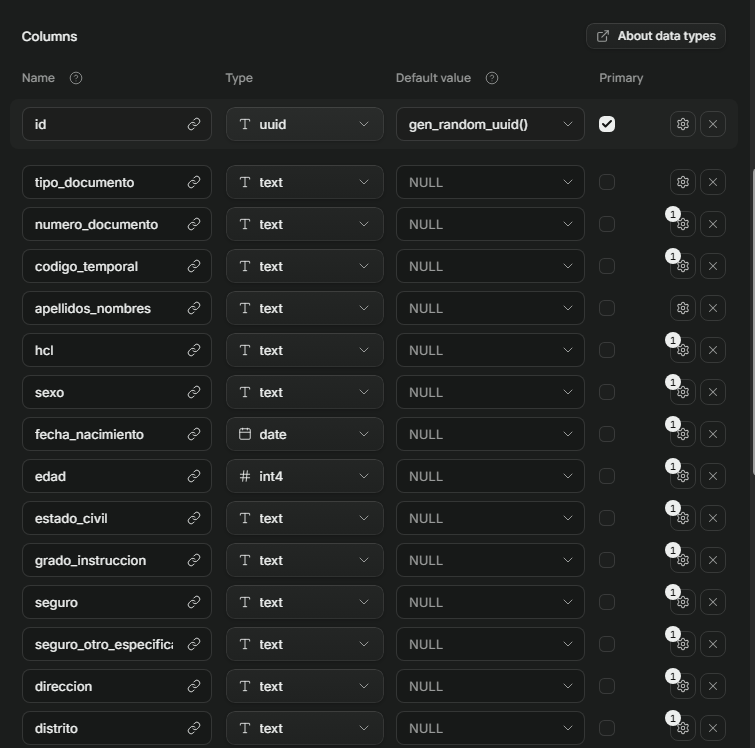 Columns
About data types
Name Type Default value Primary
id uuid gen_random_uuid()
tipo_documento text NULL
numero_documento text NULL 1
codigo_temporal text NULL 1
apellidos_nombres text NULL
hcl text NULL 1
sexo text NULL 1
fecha_nacimiento date NULL 1
edad int4 NULL 1
estado_civil text NULL 1
grado_instruccion text NULL 1
seguro text NULL 1
seguro_otro_especifica text NULL 1
direccion text NULL 1
distrito text NULL 1